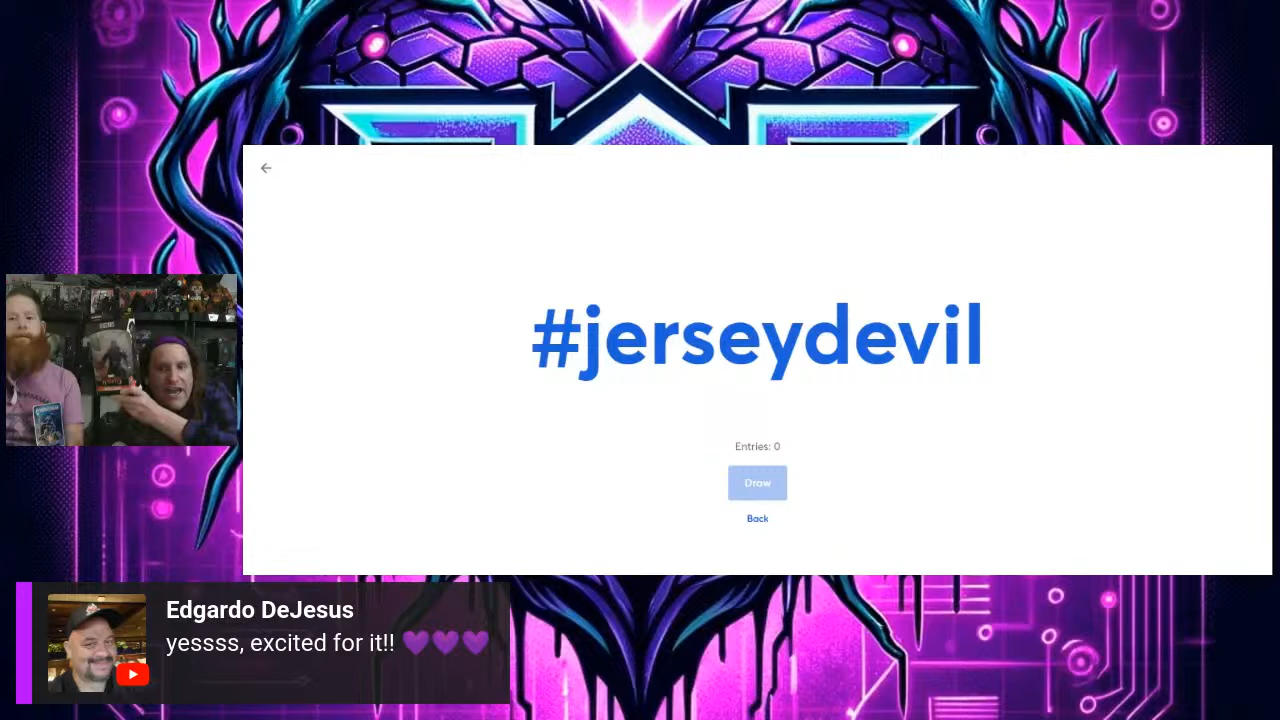 #jerseydevil
Entries: 0
Draw
Back
Edgardo DeJesus
yessss, excited for it!! 💜💜💜